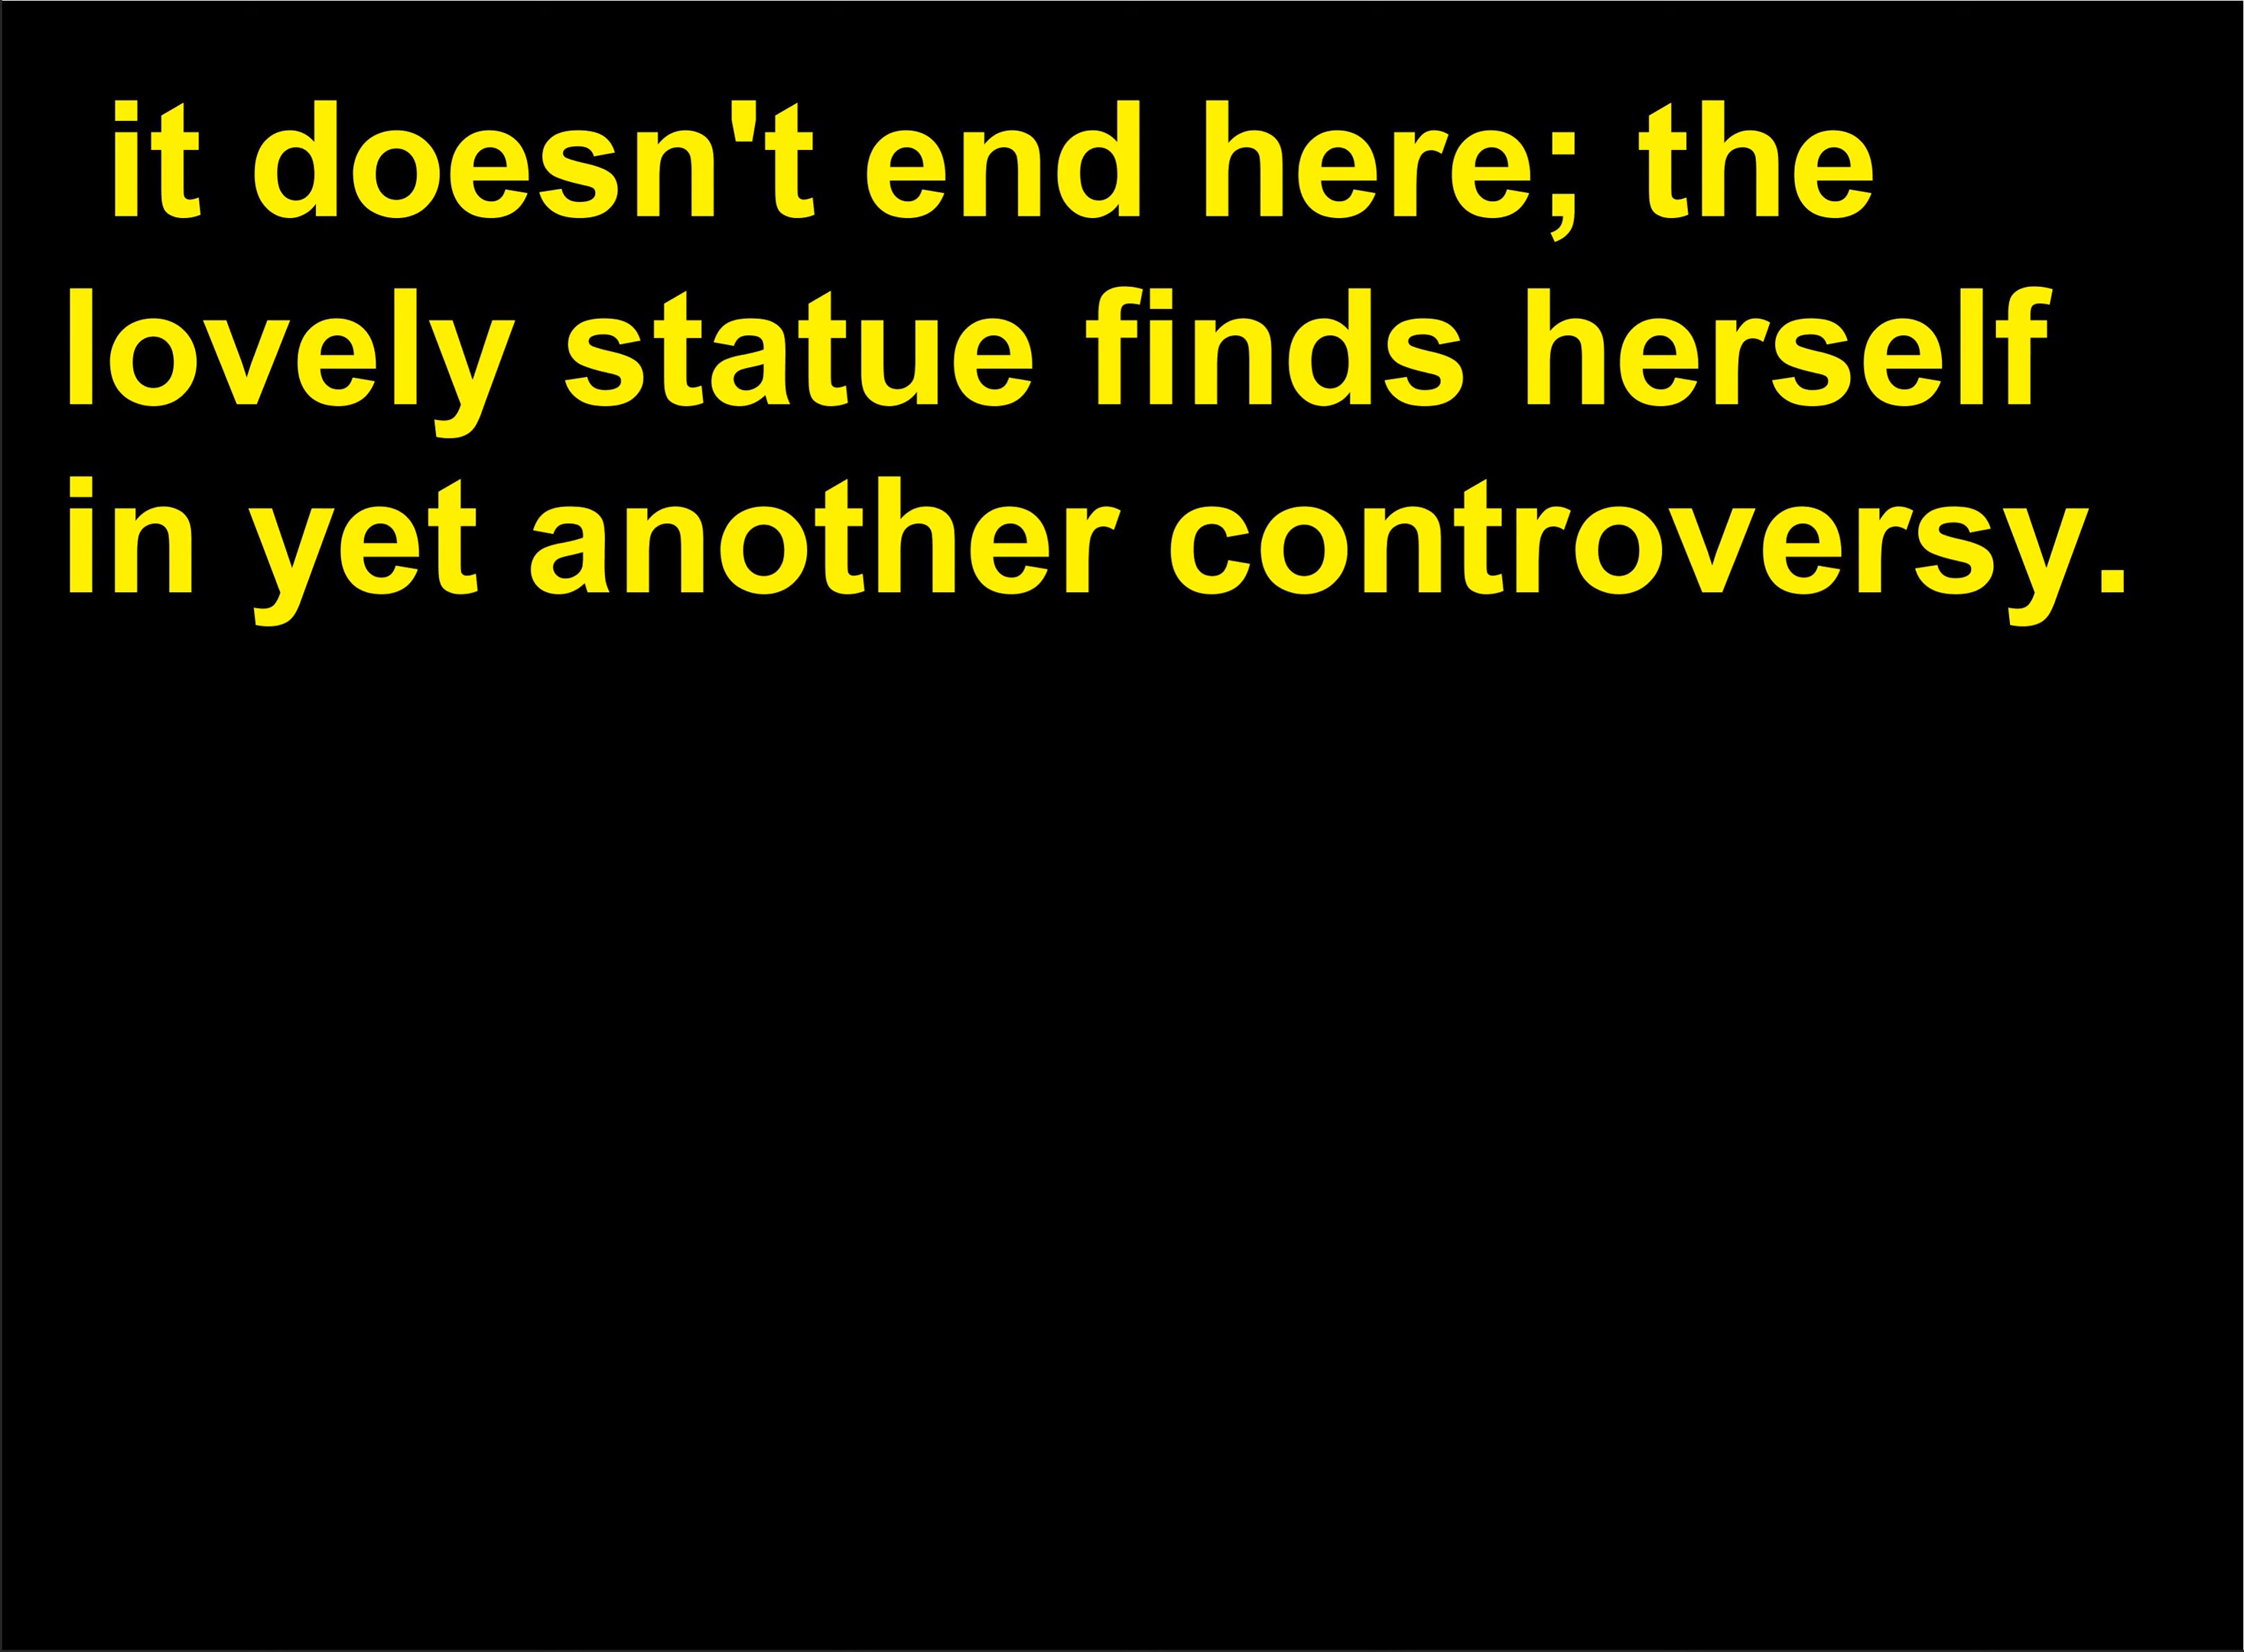 it doesn't end here; the
lovely statue finds herself
in yet another controversy.